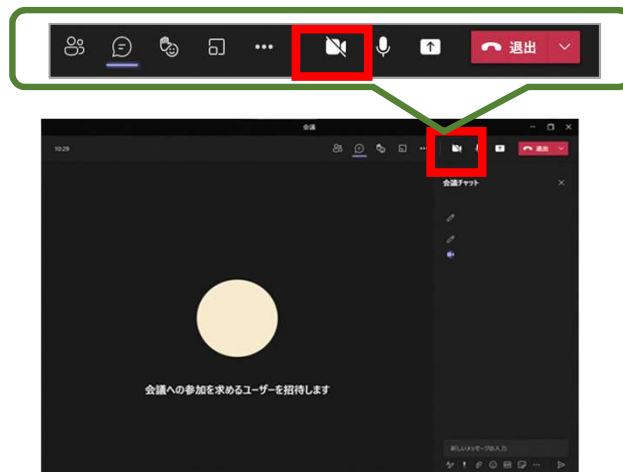 退出
会議
10:29
退出
会議チャット
会議への参加を求めるユーザーを招待します
新しいメッセージの入力